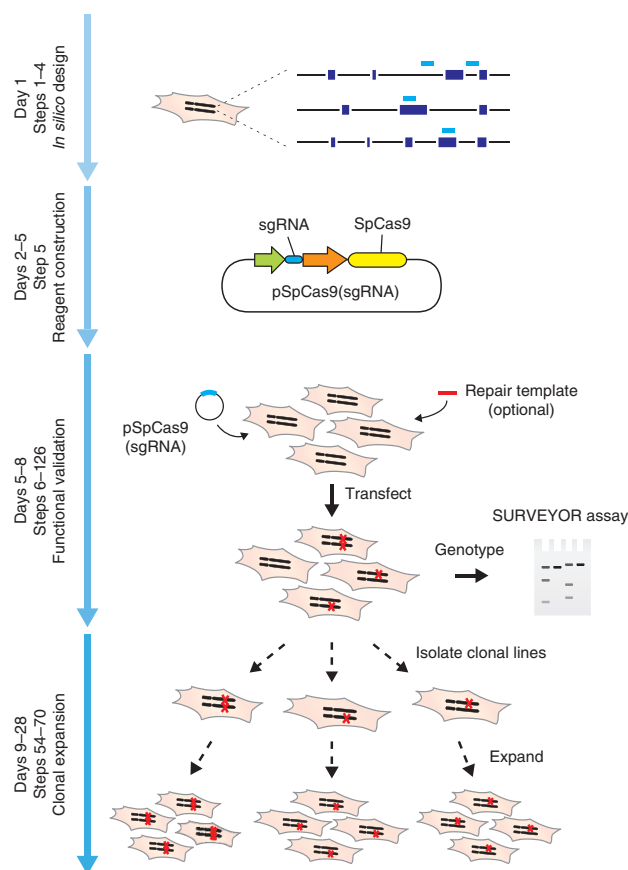 Day 1
Steps 1–4
In silico design
Days 2–5
Step 5
Reagent construction
sgRNA
SpCas9
pSpCas9(sgRNA)
Days 5–8
Steps 6–126
Functional validation
pSpCas9
(sgRNA)
Repair template
(optional)
Transfect
SURVEYOR assay
Genotype
Days 9–28
Steps 54–70
Clonal expansion
Isolate clonal lines
Expand